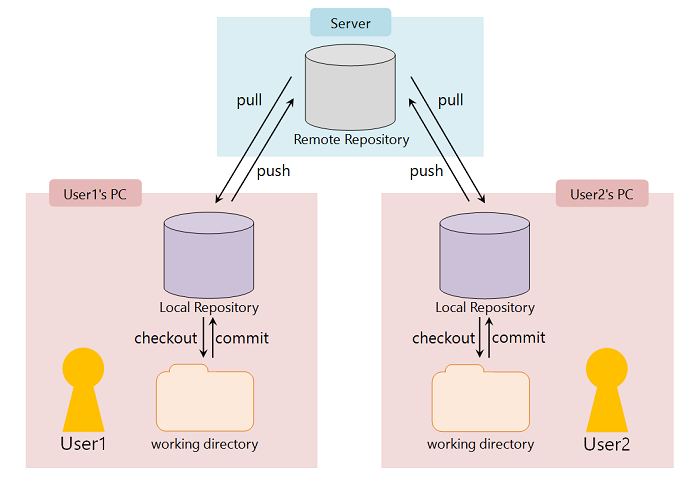 Server
Remote Repository
pull
push
pull
push
User1's PC
Local Repository
checkout
commit
User1
working directory
User2's PC
Local Repository
checkout
commit
working directory
User2